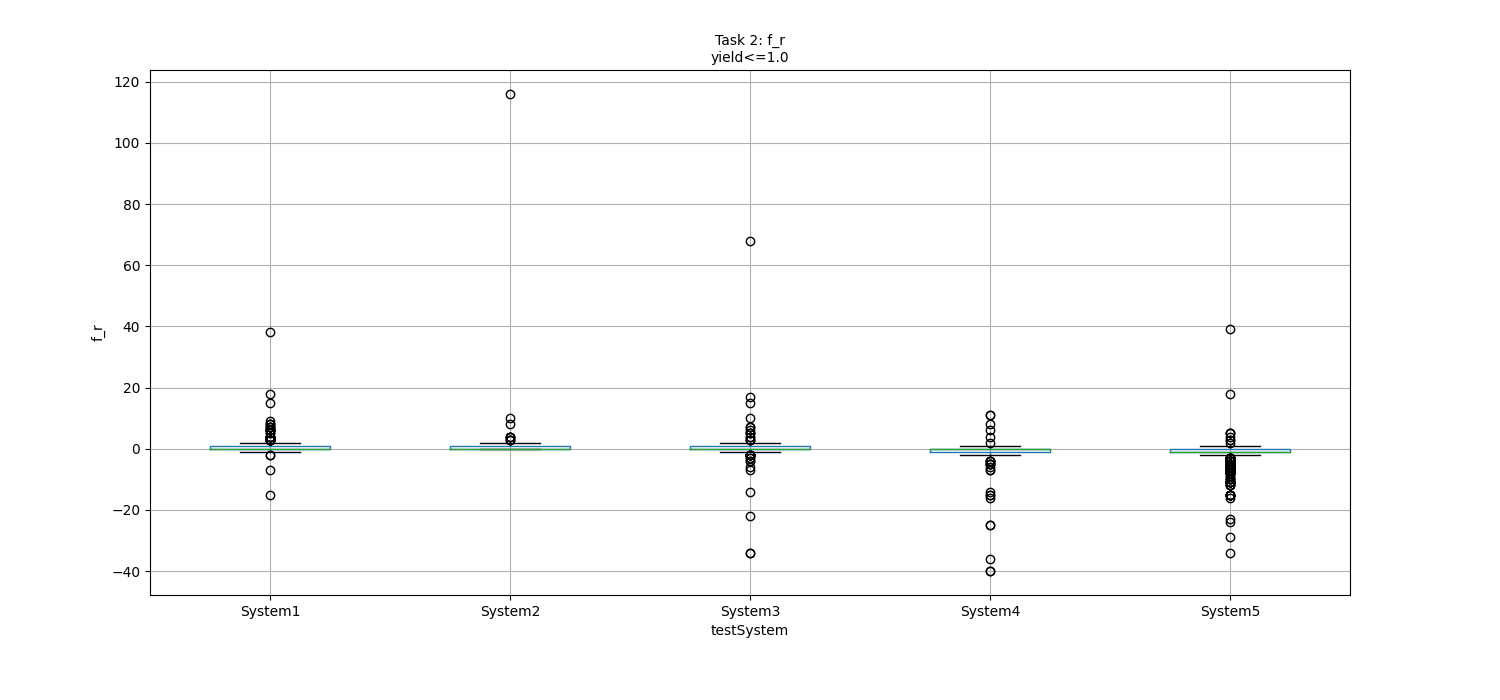 Task 2: f_r
yield<=1.0
120
100
80
60
40
20
0
−20
−40
f_r
System1 System2 System3 System4 System5
testSystem